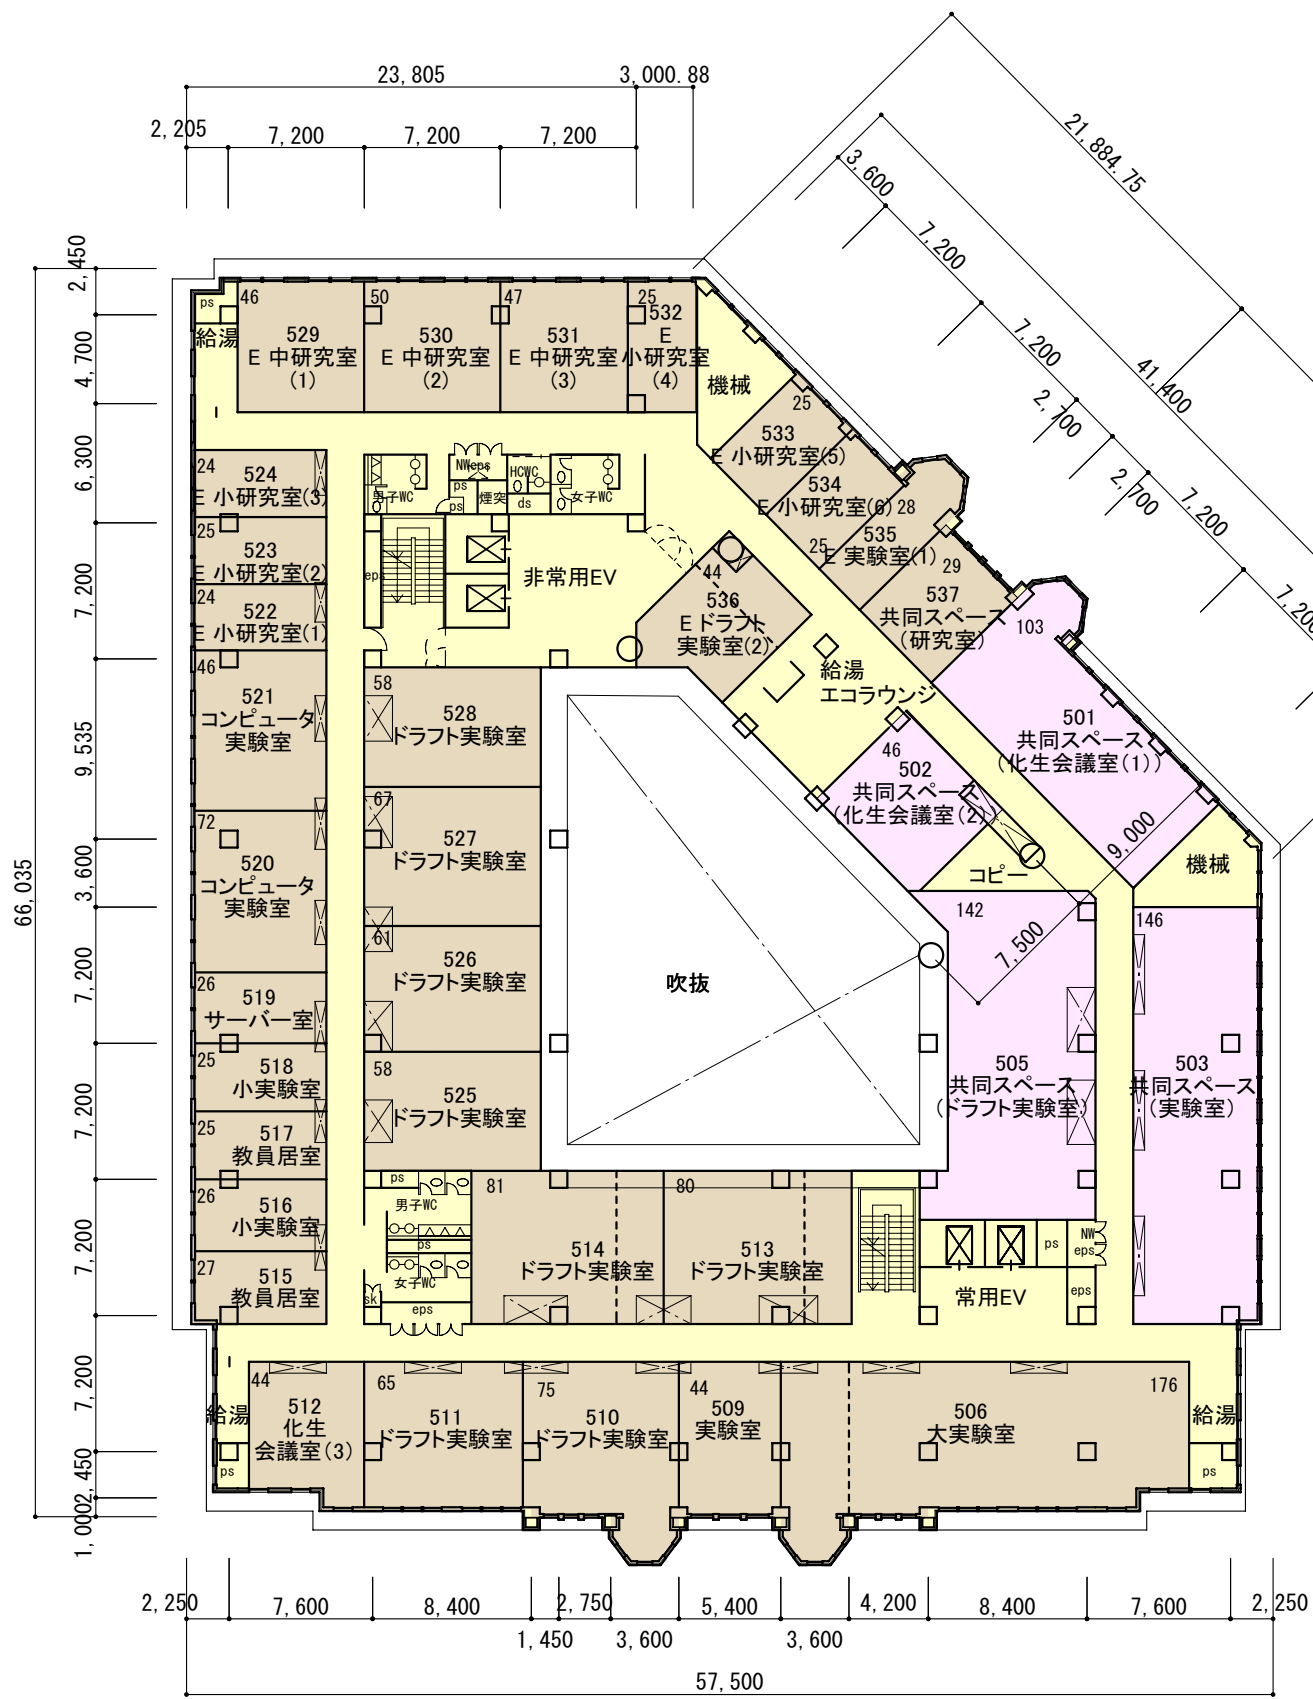 23,805
3,000.88
2,205
7,200
7,200
7,200
21,884.75
3,600
7,200
7,200
41,400
2,700
2,700
7,200
7,200
66,035
2,450
4,700
6,300
7,200
9,535
3,600
7,200
7,200
7,200
7,200
2,450
1,000
ps
給湯
46
529
E 中研究室
(1)
50
530
E 中研究室
(2)
47
531
E 中研究室
(3)
25
532
E
小研究室
(4)
機械
25
533
E 小研究室(5)
534
E 小研究室(6)
25
28
535
E 実験室(1)
29
537
共同スペース
(研究室)
103
501
共同スペース
(化生会議室(1))
9,000
機械
24
524
E 小研究室(3)
25
523
E 小研究室(2)
24
522
E 小研究室(1)
男子WC
NW
eps
ps
ps
煙突
HCWC
ds
女子WC
eps
非常用EV
44
536
E ドラフト
実験室(2)
給湯
エコラウンジ
46
502
共同スペース
(化生会議室(2))
コピー
46
521
コンピュータ
実験室
58
528
ドラフト実験室
72
520
コンピュータ
実験室
67
527
ドラフト実験室
61
526
ドラフト実験室
吹抜
142
7,500
505
共同スペース
(ドラフト実験室)
146
503
共同スペース
(実験室)
26
519
サーバー室
25
518
小実験室
58
525
ドラフト実験室
25
517
教員居室
26
516
小実験室
27
515
教員居室
ps
男子WC
ps
女子WC
sk
eps
81
514
ドラフト実験室
80
513
ドラフト実験室
ps
NW
eps
eps
常用EV
給湯
ps
44
512
化生
会議室(3)
65
511
ドラフト実験室
75
510
ドラフト実験室
44
509
実験室
176
506
大実験室
給湯
ps
2,250
7,600
8,400
1,450
2,750
3,600
5,400
3,600
4,200
8,400
7,600
2,250
57,500